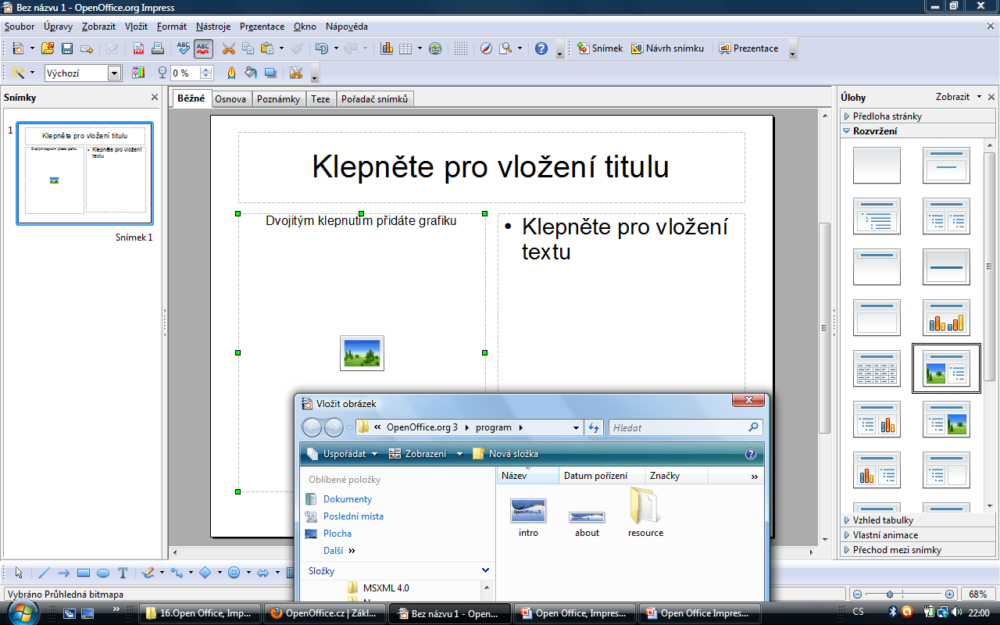 Bez názvu 1 - OpenOffice.org Impress
Soubor Úpravy Zobrazit Vložit Formát Nástroje Prezentace Okno Nápověda
Snímek Návrh snímku Prezentace
Výchozí 0 %
Snímky
Běžné Osnova Poznámky Teze Pořadač snímků
Úlohy Zobrazit
Předloha stránky
Rozvržení
1
Klepněte pro vložení titulu
Dvojitým klepnutím přidáte grafiku
• Klepněte pro vložení
textu
Snímek 1
Klepněte pro vložení titulu
Dvojitým klepnutím přidáte grafiku
• Klepněte pro vložení
textu
Vložit obrázek
« OpenOffice.org 3 program
Hledat
Uspořádat Zobrazení Nová složka
Oblíbené položky
Dokumenty
Poslední místa
Plocha
Další »
Složky
MSXML 4.0
Název Datum pořízení Značky »
OpenOffice.org 3
intro about resource
Vzhled tabulky
Vlastní animace
Přechod mezi snímky
Vybráno Průhledná bitmapa
68%
16.Open Office, Imp...
OpenOffice.cz | Zákl...
Bez názvu 1 - Open...
Open Office, Impres...
Open Office Impres...
CS
22:00